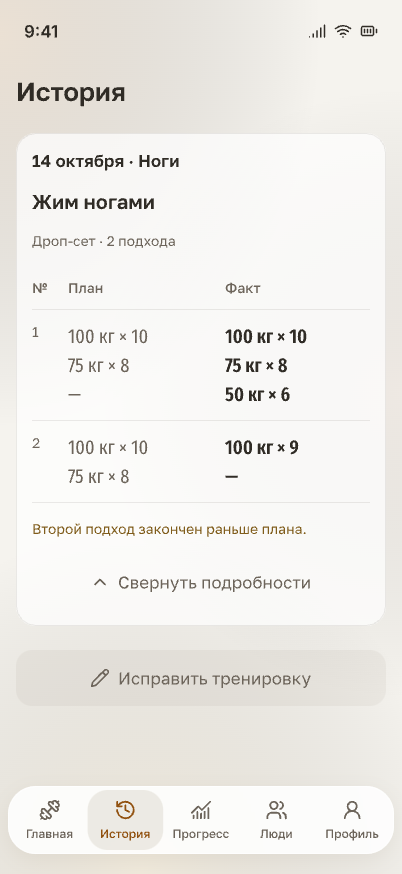 9:41
История
14 октября · Ноги
Жим ногами
Дроп-сет · 2 подхода
№ План Факт
1 100 кг × 10 100 кг × 10
75 кг × 8 75 кг × 8
— 50 кг × 6
2 100 кг × 10 100 кг × 9
75 кг × 8 —
Второй подход закончен раньше плана.
Свернуть подробности
Исправить тренировку
Главная История Прогресс Люди Профиль